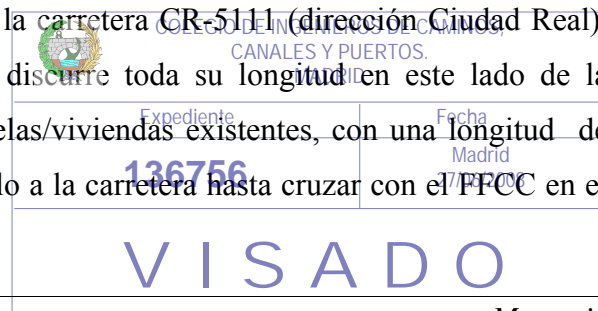 la carretera CR-5111 (dirección Ciudad Real)
COLEGIO DE INGENIEROS DE CAMINOS,
CANALES Y PUERTOS.
discurre toda su longitud en este lado de la
MADRID
Expediente Fecha
elas/viviendas existentes, con una longitud de
136756 Madrid
lo a la carretera hasta cruzar con el FFCC en e
VISADO